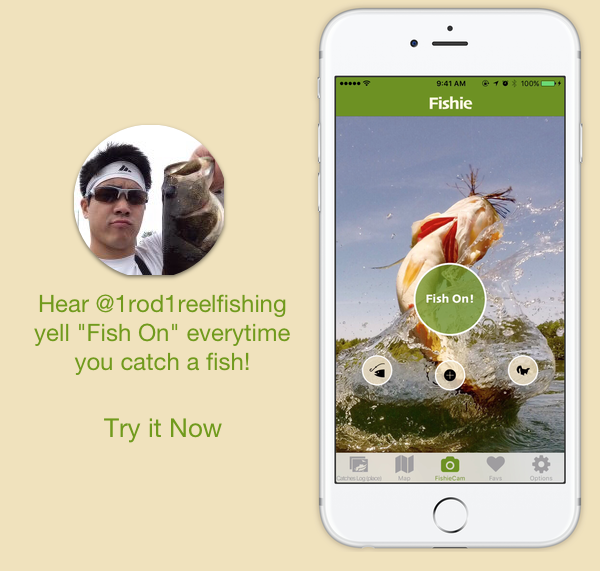 Hear @1rod1reelfishing
yell "Fish On" everytime
you catch a fish!
Try it Now
9:41 AM
100%
Fishie
Fish On!
Catches Log (place)
Map
FishieCam
Favs
Options